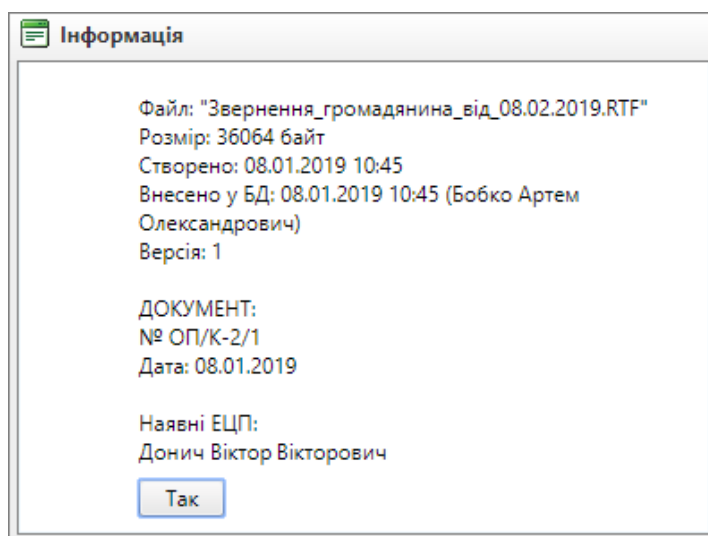 Інформація
Файл: "Звернення_громадянина_від_08.02.2019.RTF"
Розмір: 36064 байт
Створено: 08.01.2019 10:45
Внесено у БД: 08.01.2019 10:45 (Бобко Артем
Олександрович)
Версія: 1
ДОКУМЕНТ:
№ ОП/К-2/1
Дата: 08.01.2019
Наявні ЕЦП:
Донич Віктор Вікторович
Так